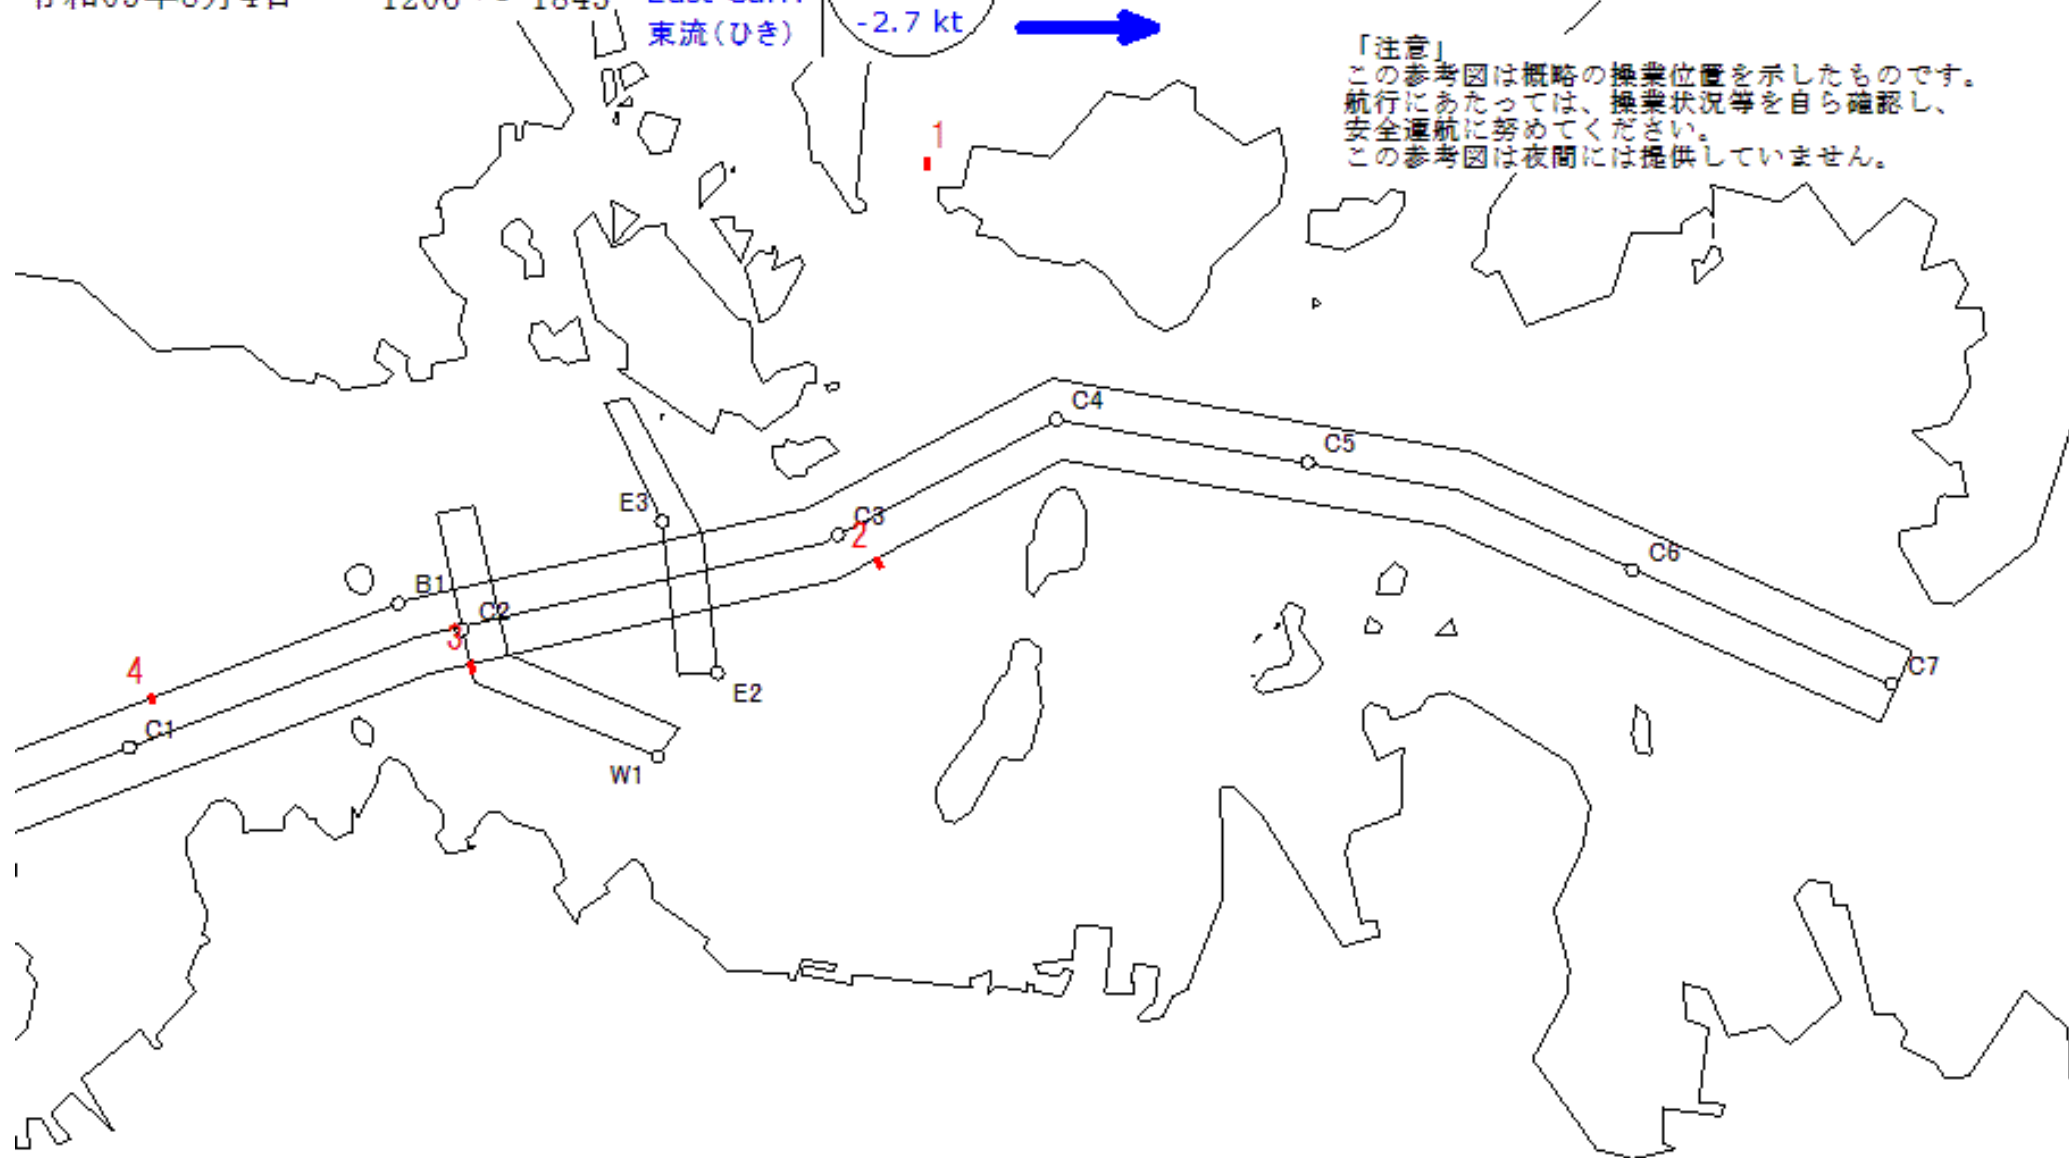 1206 ～ 1845
東流(ひき)
-2.7 kt
「注意」
この参考図は概略の操業位置を示したものです。
航行にあたっては、操業状況等を自ら確認し、
安全運航に努めてください。
この参考図は夜間には提供していません。
1
C4
C5
E3
C3
2
C6
B1
C2
3
4
C7
E2
C1
W1